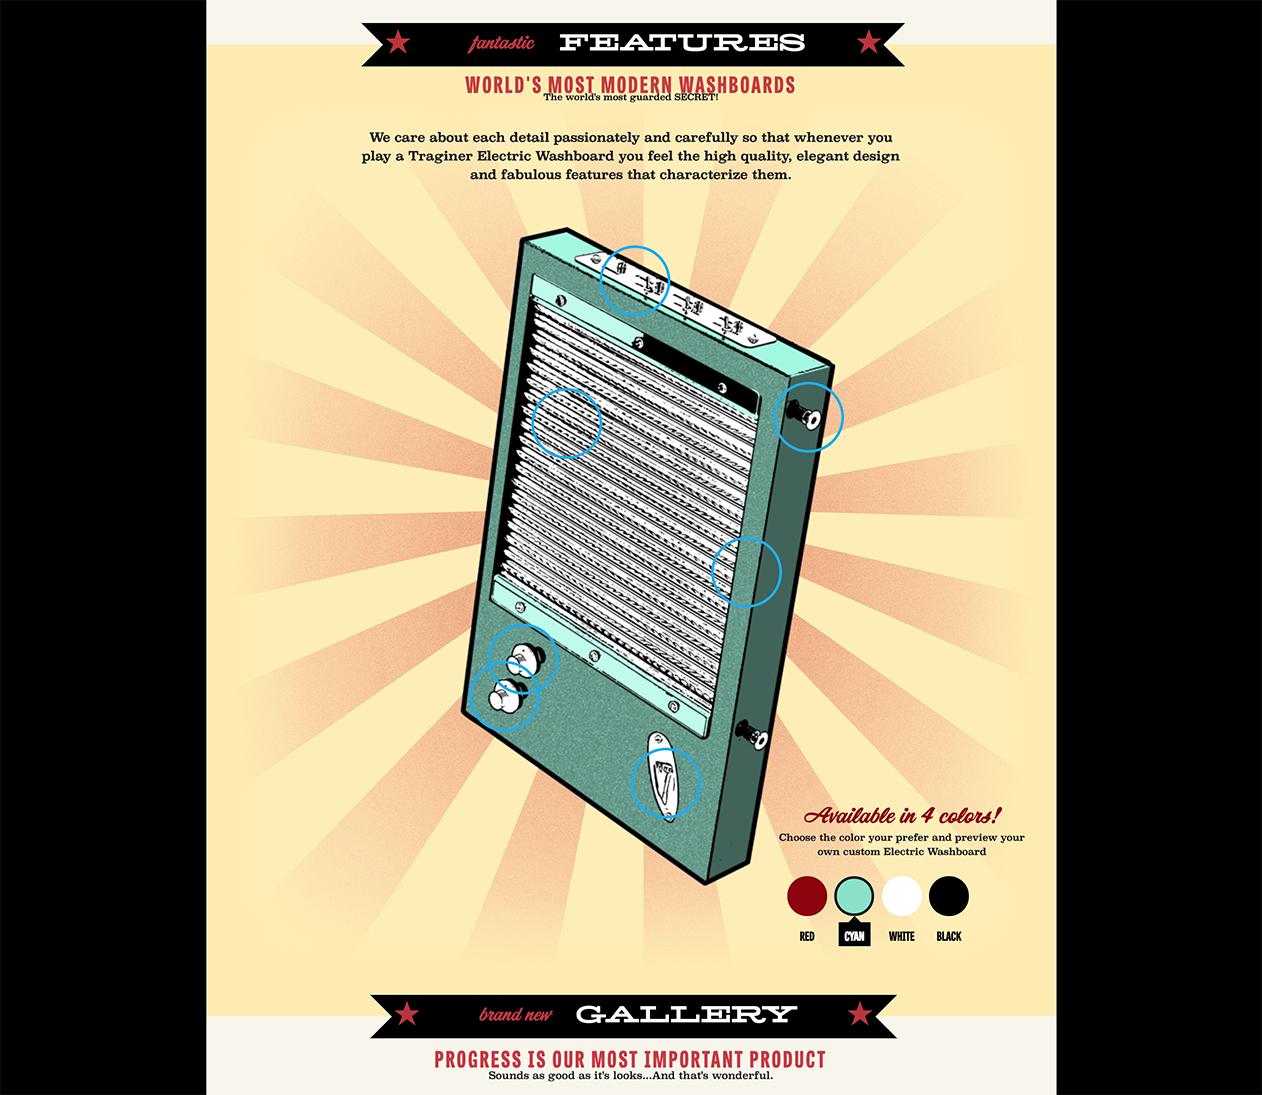 fantastic FEATURES
WORLD'S MOST MODERN WASHBOARDS
The world's most guarded SECRET!
We care about each detail passionately and carefully so that whenever you
play a Traginer Electric Washboard you feel the high quality, elegant design
and fabulous features that characterize them.
Available in 4 colors!
Choose the color your prefer and preview your
own custom Electric Washboard
RED CYAN WHITE BLACK
brand new GALLERY
PROGRESS IS OUR MOST IMPORTANT PRODUCT
Sounds as good as it's looks...And that's wonderful.